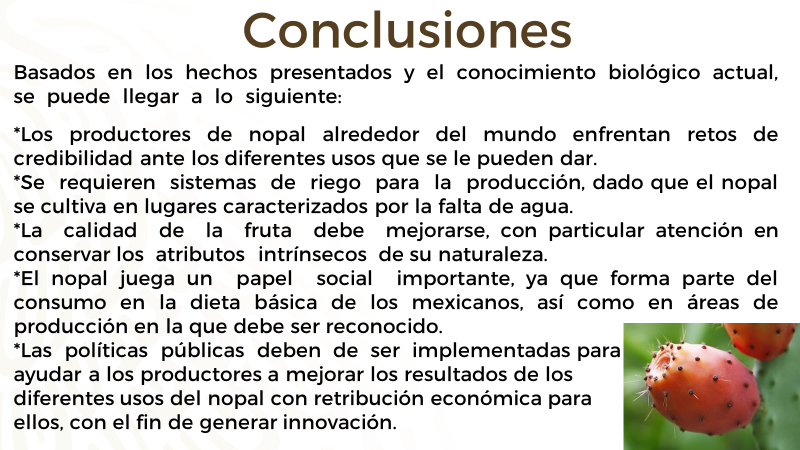 Conclusiones
Basados en los hechos presentados y el conocimiento biológico actual,
se puede llegar a lo siguiente:
*Los productores de nopal alrededor del mundo enfrentan retos de
credibilidad ante los diferentes usos que se le pueden dar.
*Se requieren sistemas de riego para la producción, dado que el nopal
se cultiva en lugares caracterizados por la falta de agua.
*La calidad de la fruta debe mejorarse, con particular atención en
conservar los atributos intrínsecos de su naturaleza.
*El nopal juega un papel social importante, ya que forma parte del
consumo en la dieta básica de los mexicanos, así como en áreas de
producción en la que debe ser reconocido.
*Las políticas públicas deben de ser implementadas para
ayudar a los productores a mejorar los resultados de los
diferentes usos del nopal con retribución económica para
ellos, con el fin de generar innovación.